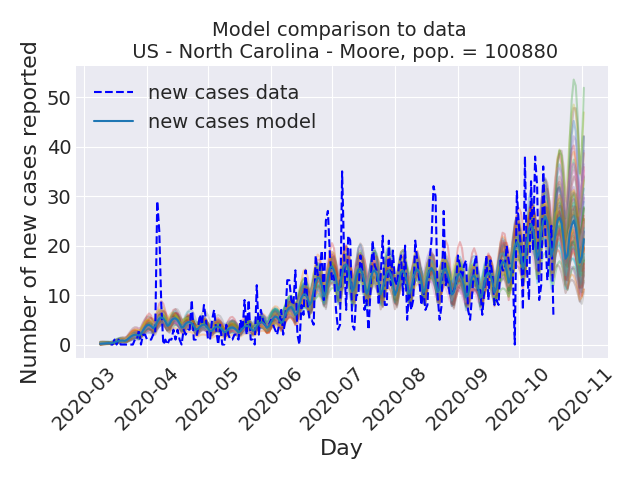 Model comparison to data
US - North Carolina - Moore, pop. = 100880
Number of new cases reported
50
40
30
20
10
0
new cases data
new cases model
2020-03
2020-04
2020-05
2020-06
2020-07
2020-08
2020-09
2020-10
2020-11
Day